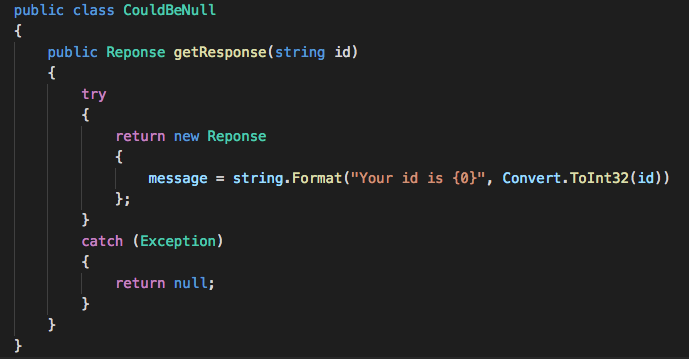 public class CouldBeNull
{
public Reponse getResponse(string id)
{
try
{
return new Reponse
{
message = string.Format("Your id is {0}", Convert.ToInt32(id))
};
}
catch (Exception)
{
return null;
}
}
}